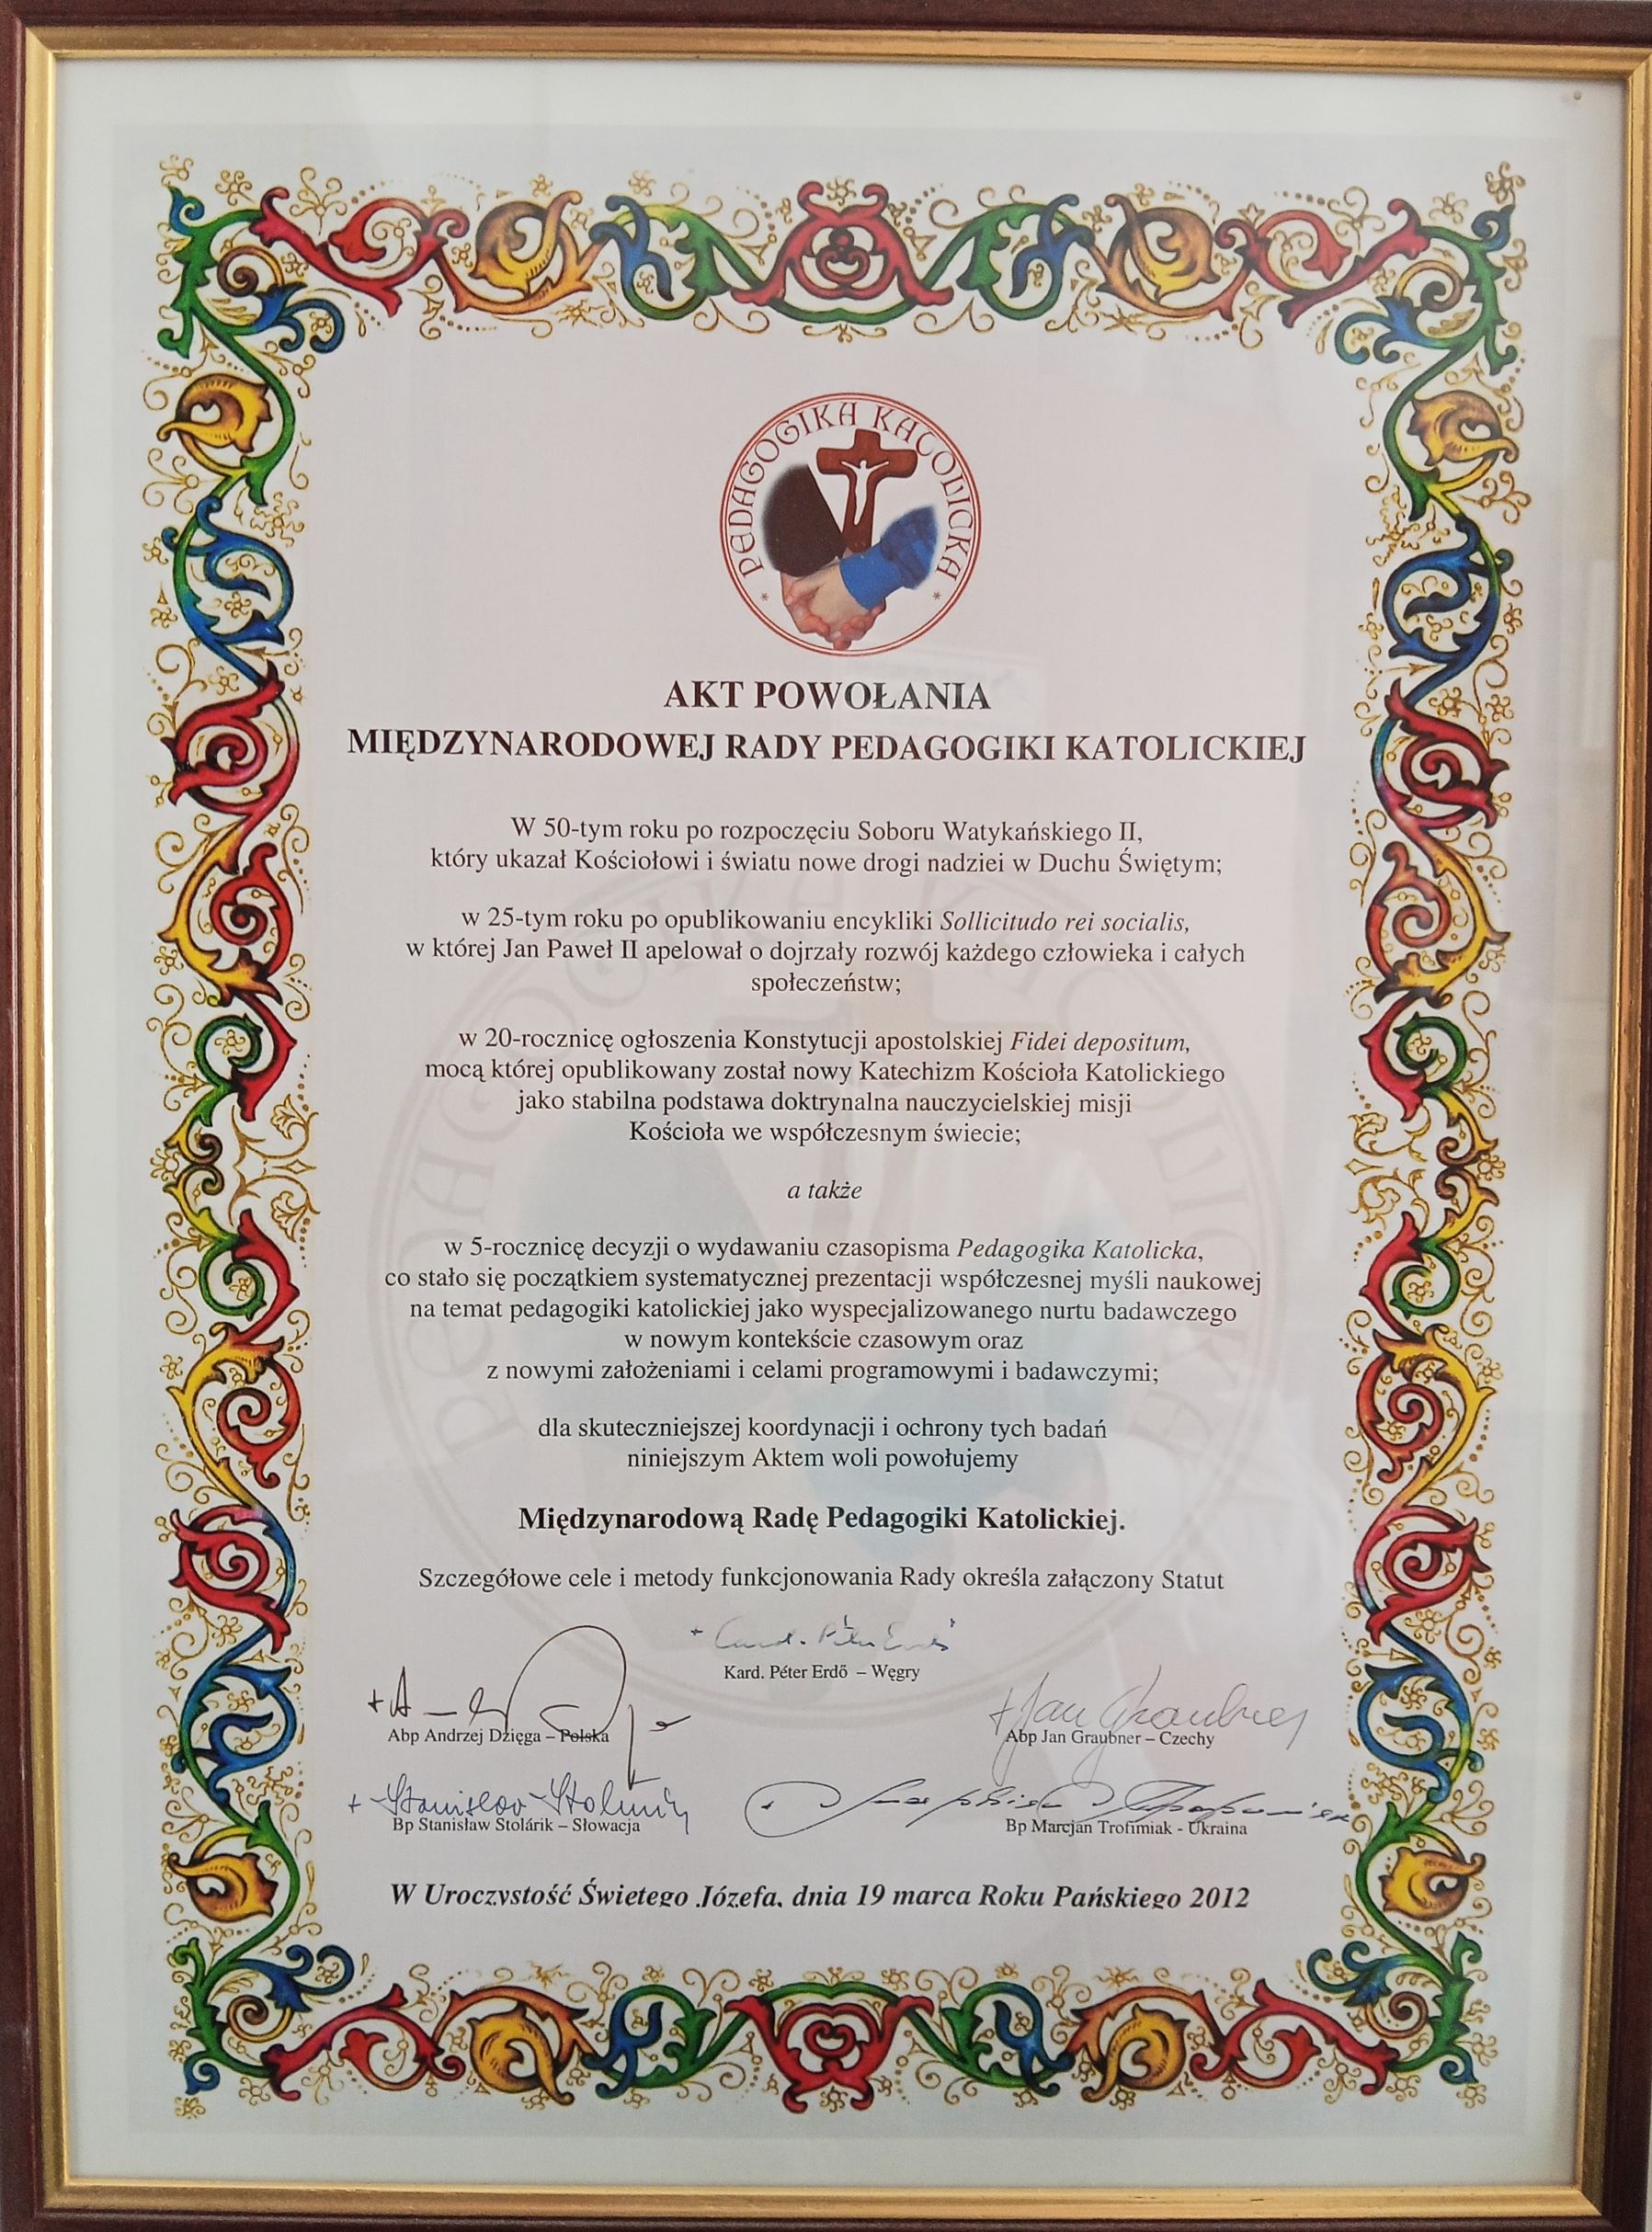 PEDAGOGIKA KATOLICKA
AKT POWOŁANIA
MIĘDZYNARODOWEJ RADY PEDAGOGIKI KATOLICKIEJ
W 50-tym roku po rozpoczęciu Soboru Watykańskiego II,
który ukazał Kościołowi i światu nowe drogi nadziei w Duchu Świętym;
w 25-tym roku po opublikowaniu encykliki Sollicitudo rei socialis,
w której Jan Paweł II apelował o dojrzały rozwój każdego człowieka i całych
społeczeństw;
w 20-rocznicę ogłoszenia Konstytucji apostolskiej Fidei depositum,
mocą której opublikowany został nowy Katechizm Kościoła Katolickiego
jako stabilna podstawa doktrynalna nauczycielskiej misji
Kościoła we współczesnym świecie;
a także
w 5-rocznicę decyzji o wydawaniu czasopisma Pedagogika Katolicka,
co stało się początkiem systematycznej prezentacji współczesnej myśli naukowej
na temat pedagogiki katolickiej jako wyspecjalizowanego nurtu badawczego
w nowym kontekście czasowym oraz
z nowymi założeniami i celami programowymi i badawczymi;
dla skuteczniejszej koordynacji i ochrony tych badań
niniejszym Aktem woli powołujemy
Międzynarodową Radę Pedagogiki Katolickiej.
Szczegółowe cele i metody funkcjonowania Rady określa załączony Statut
+ Card. Péter Erdő
Kard. Péter Erdő – Węgry
+ Jan Graubner
Abp Andrzej Dzięga – Polska
Abp Jan Graubner – Czechy
+ Stanislav Stolárik
Bp Stanisław Stolárik – Słowacja
Bp Marcjan Trofimiak - Ukraina
W Uroczystość Świętego Józefa, dnia 19 marca Roku Pańskiego 2012